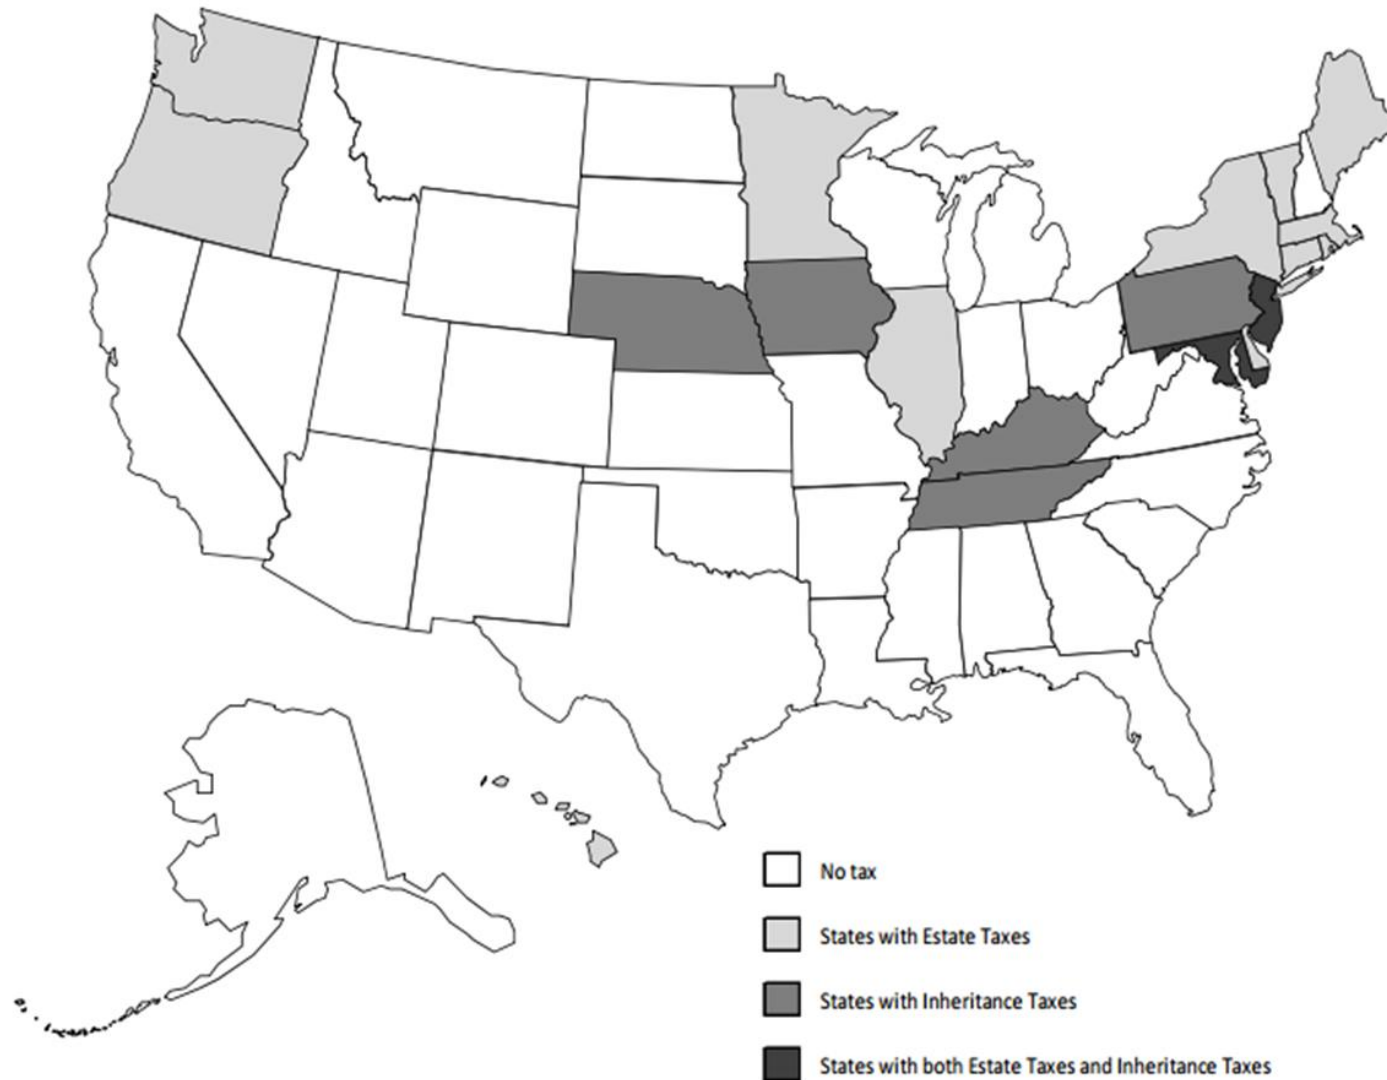 No tax
States with Estate Taxes
States with Inheritance Taxes
States with both Estate Taxes and Inheritance Taxes